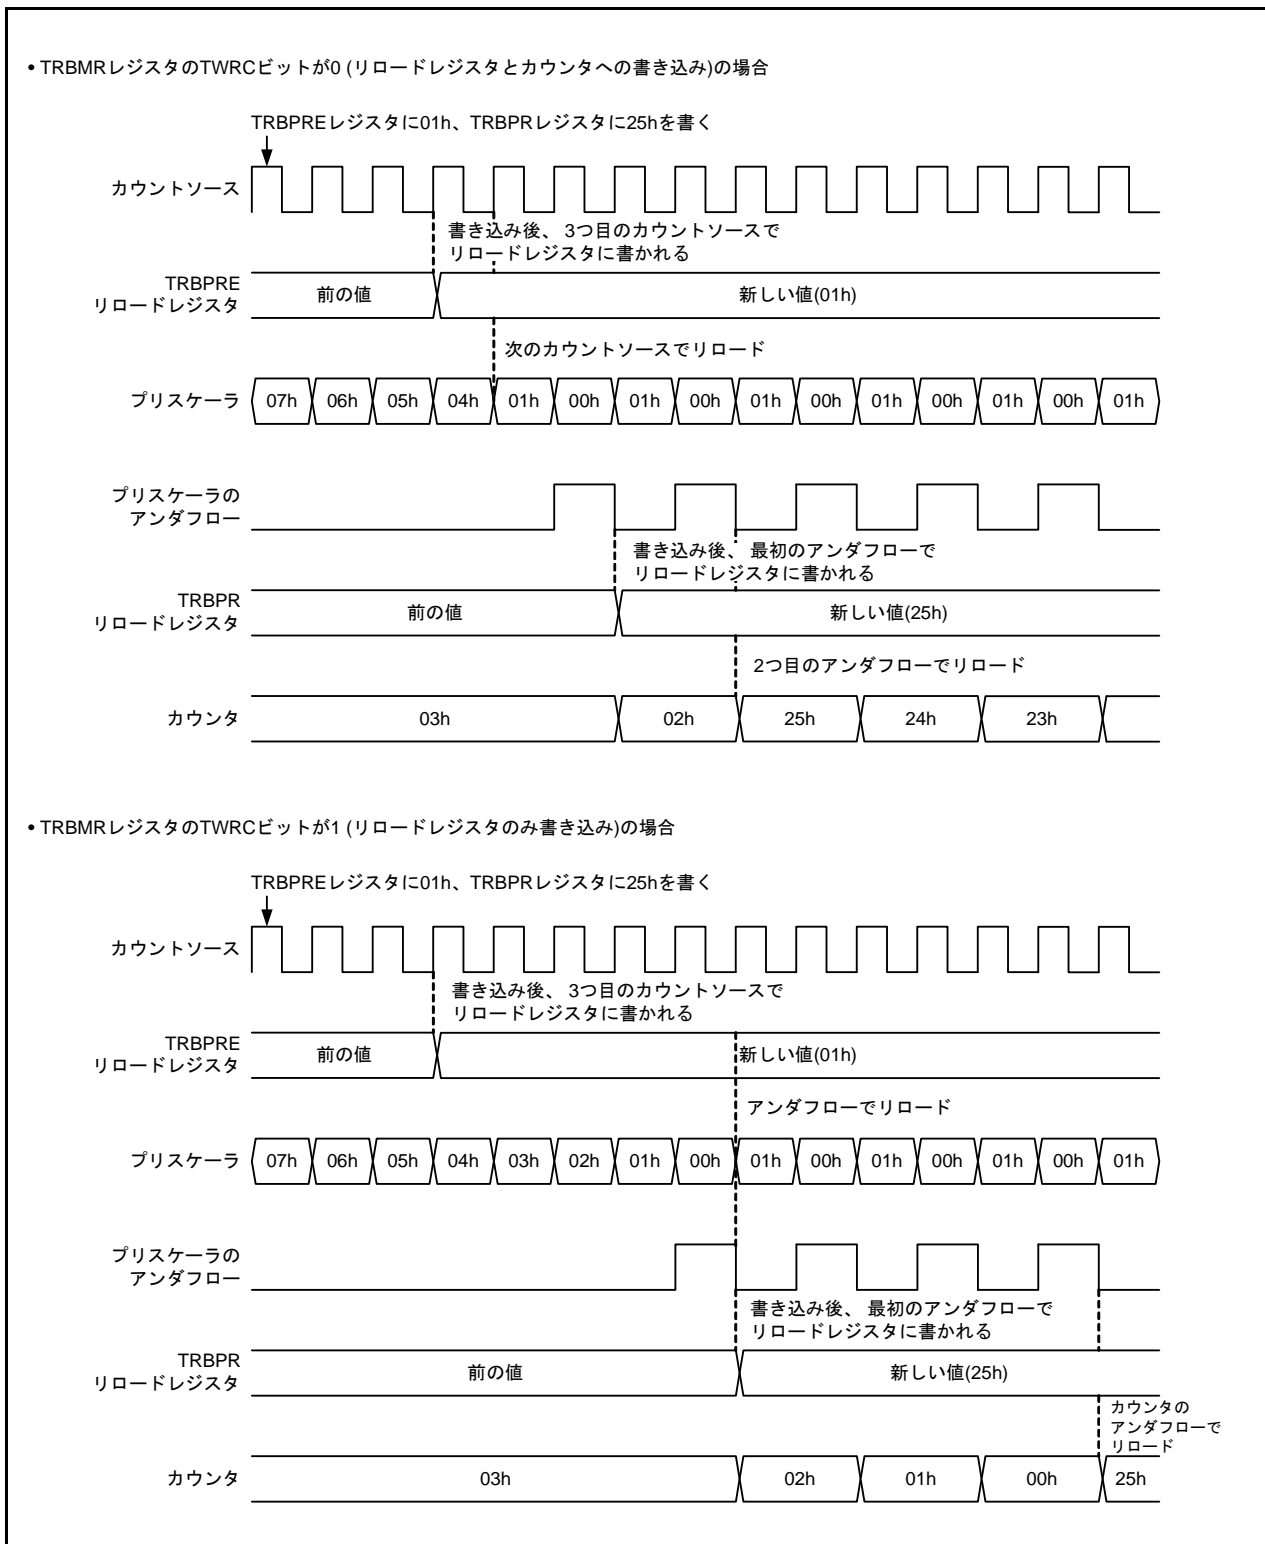 • TRBMRレジスタのTWRCビットが0 (リロードレジスタとカウンタへの書き込み)の場合
TRBPREレジスタに01h、TRBPRレジスタに25hを書く
カウントソース
書き込み後、3つ目のカウントソースで
リロードレジスタに書かれる
TRBPRE
リロードレジスタ
前の値
新しい値(01h)
次のカウントソースでリロード
プリスケーラ
07h 06h 05h 04h 01h 00h 01h 00h 01h 00h 01h 00h 01h 00h 01h
プリスケーラの
アンダフロー
書き込み後、最初のアンダフローで
リロードレジスタに書かれる
TRBPR
リロードレジスタ
前の値
新しい値(25h)
2つ目のアンダフローでリロード
カウンタ
03h 02h 25h 24h 23h
• TRBMRレジスタのTWRCビットが1 (リロードレジスタのみ書き込み)の場合
TRBPREレジスタに01h、TRBPRレジスタに25hを書く
カウントソース
書き込み後、3つ目のカウントソースで
リロードレジスタに書かれる
TRBPRE
リロードレジスタ
前の値
新しい値(01h)
アンダフローでリロード
プリスケーラ
07h 06h 05h 04h 03h 02h 01h 00h 01h 00h 01h 00h 01h 00h 01h
プリスケーラの
アンダフロー
書き込み後、最初のアンダフローで
リロードレジスタに書かれる
TRBPR
リロードレジスタ
前の値
新しい値(25h)
カウンタの
アンダフローで
リロード
カウンタ
03h 02h 01h 00h 25h